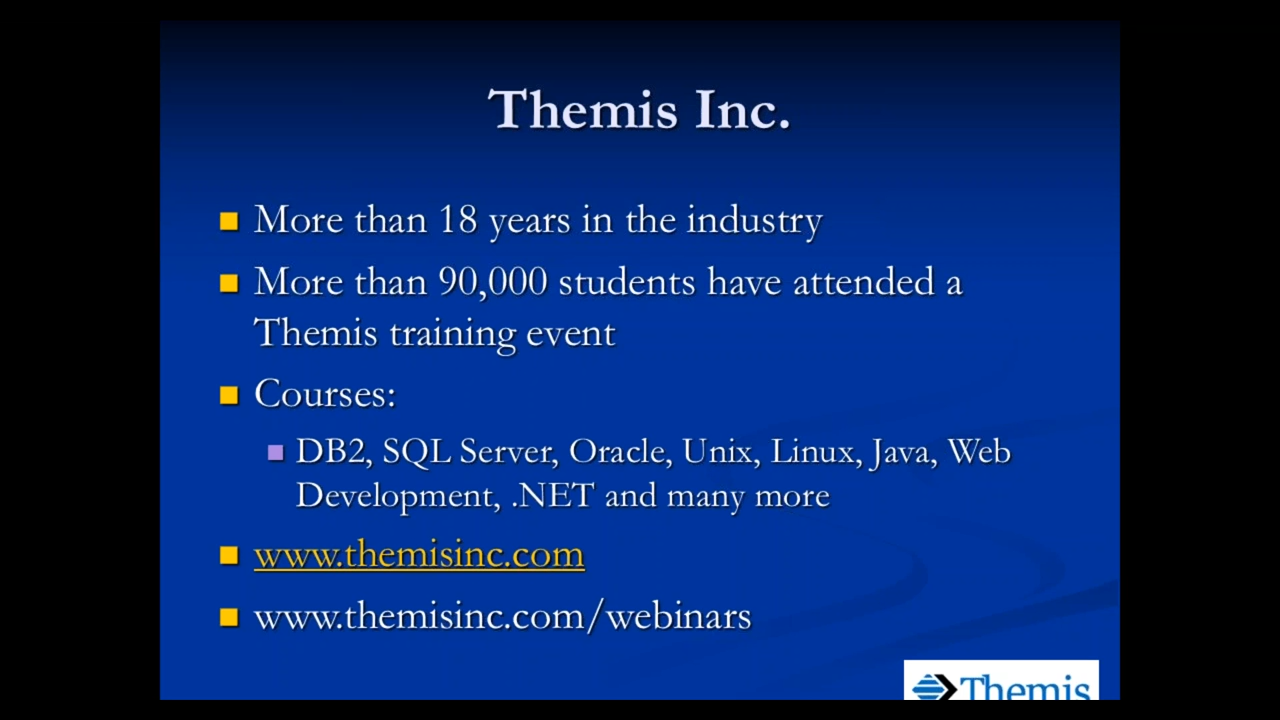 Themis Inc.
More than 18 years in the industry
More than 90,000 students have attended a
Themis training event
Courses:
DB2, SQL Server, Oracle, Unix, Linux, Java, Web
Development, .NET and many more
www.themisinc.com
www.themisinc.com/webinars
Themis